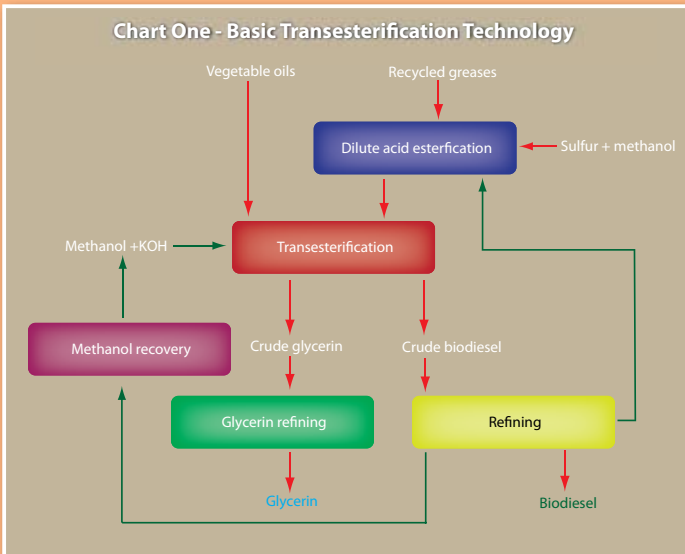 Chart One - Basic Transesterification Technology
Vegetable oils
Recycled greases
Dilute acid esterfication
Sulfur + methanol
Methanol +KOH
Transesterification
Methanol recovery
Crude glycerin
Crude biodiesel
Glycerin refining
Refining
Glycerin
Biodiesel